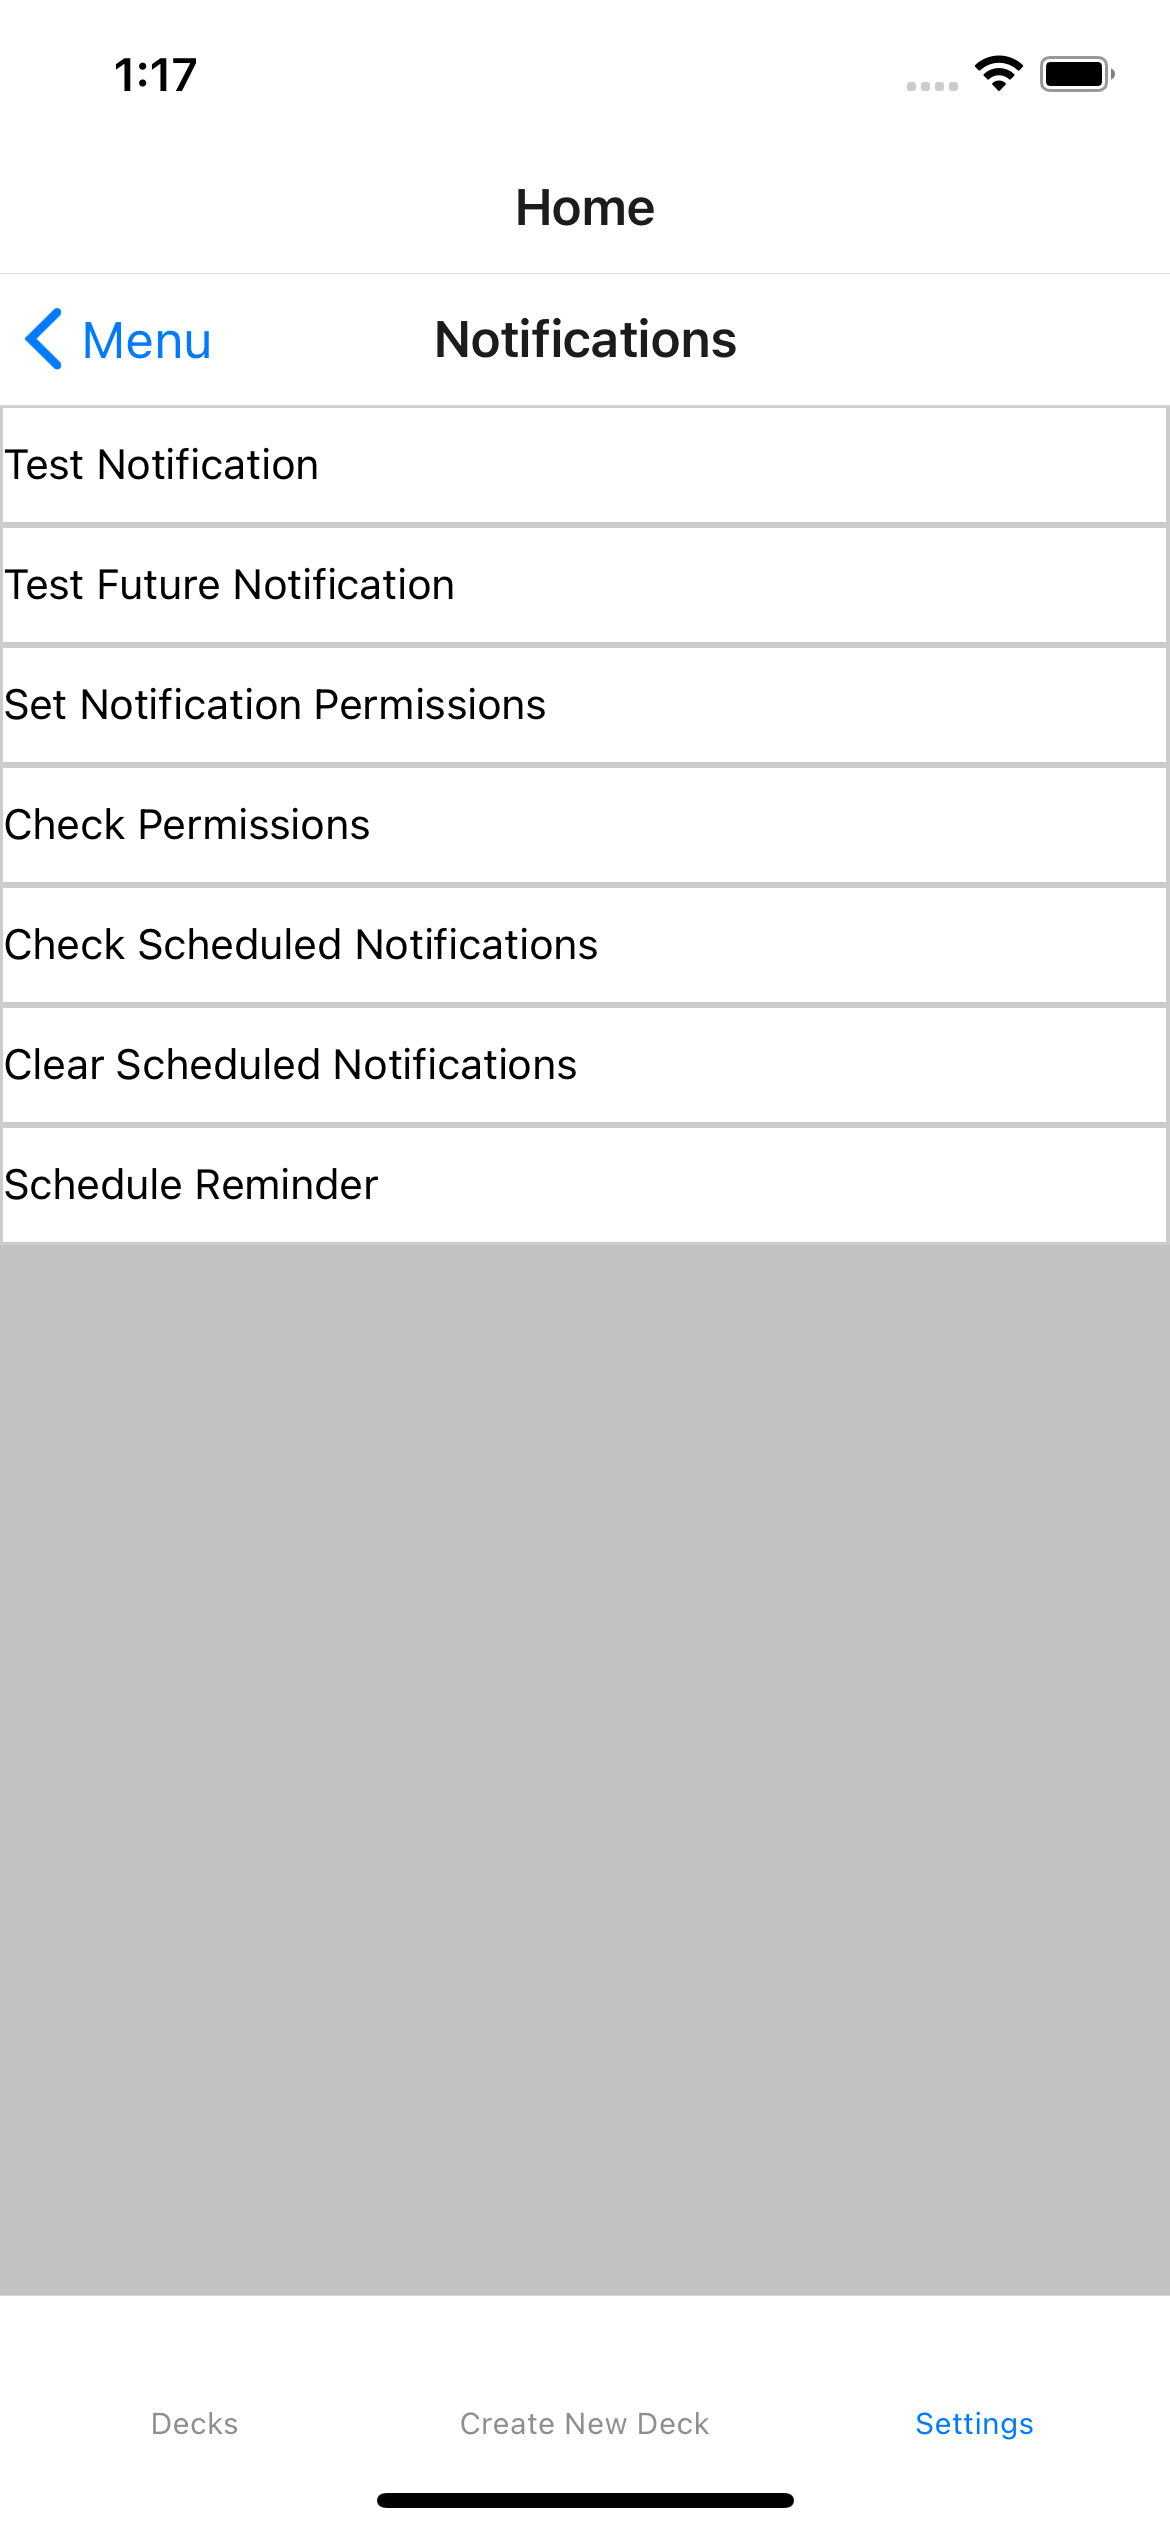 1:17
Home
Menu
Notifications
Test Notification
Test Future Notification
Set Notification Permissions
Check Permissions
Check Scheduled Notifications
Clear Scheduled Notifications
Schedule Reminder
Decks
Create New Deck
Settings